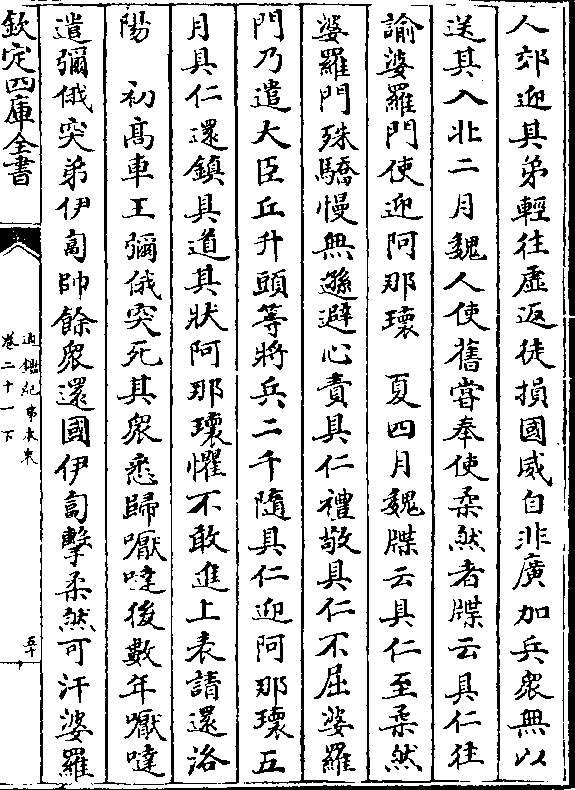 人郊迎其弟輕往虛返徒損國威自非廣加兵衆無以
送其入北二月魏人使舊嘗奉使柔然者牒云具仁往
諭婆羅門使迎阿那瓌　夏四月魏牒云具仁至柔然
婆羅門殊驕慢無遜避心責具仁禮敬具仁不屈婆羅
門乃遣大臣丘升頭等將兵二千隨具仁迎阿那瓌五
月具仁還鎮具道其狀阿那瓌懼不敢進上表請還洛
陽　初高車王彌俄突死其衆悉歸嚈噠後數年嚈噠
遣彌俄突弟伊匐帥餘衆還國伊匐擊柔然可汗婆羅
欽定四庫全書
通鑑紀事本末
卷二十一下
五十